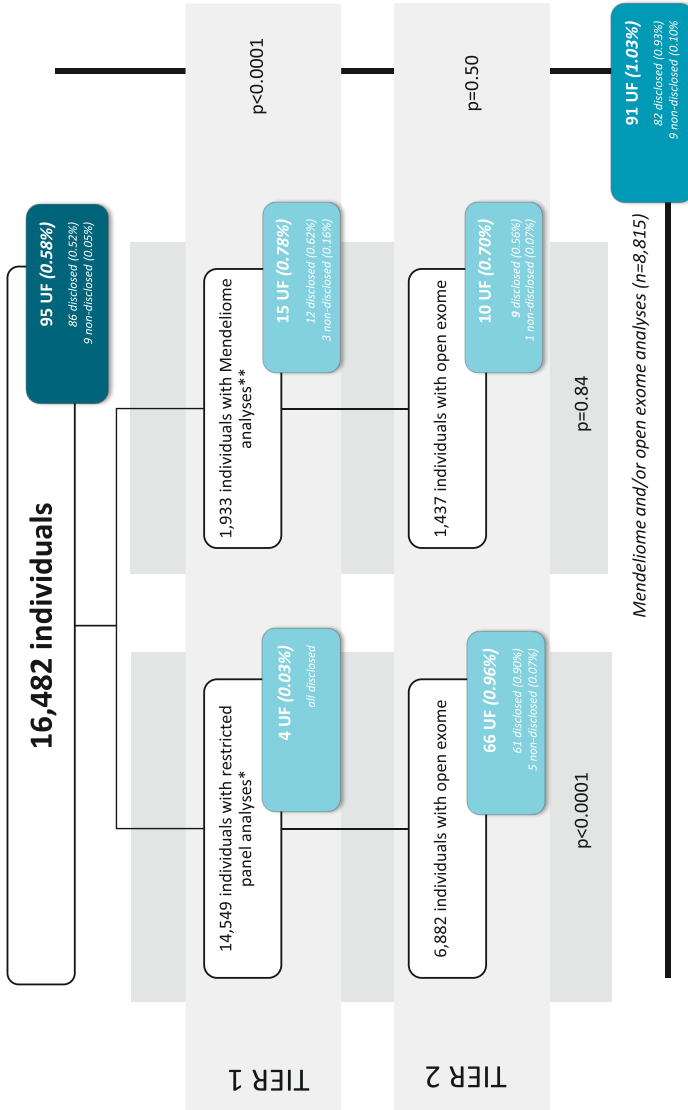 16,482 individuals
95 UF (0.58%)
86 disclosed (0.52%)
9 non-disclosed (0.05%)
TIER 1
14,549 individuals with restricted
panel analyses*
4 UF (0.03%)
all disclosed
1,933 individuals with Mendeliome
analyses**
15 UF (0.78%)
12 disclosed (0.62%)
3 non-disclosed (0.16%)
p<0.0001
TIER 2
6,882 individuals with open exome
66 UF (0.96%)
61 disclosed (0.90%)
5 non-disclosed (0.07%)
1,437 individuals with open exome
10 UF (0.70%)
9 disclosed (0.56%)
1 non-disclosed (0.07%)
p=0.50
p<0.0001
p=0.84
Mendeliome and/or open exome analyses (n=8,815)
91 UF (1.03%)
82 disclosed (0.93%)
9 non-disclosed (0.10%